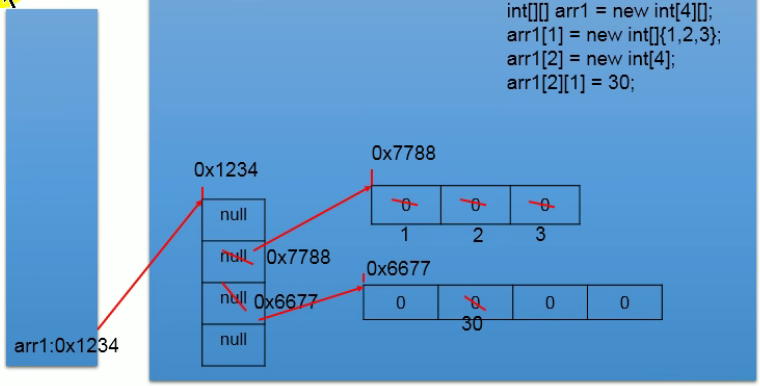 int[][] arr1 = new int[4][];
arr1[1] = new int[]{1,2,3};
arr1[2] = new int[4];
arr1[2][1] = 30;
0x7788
0x1234
0 0 0
null
1 2 3
null 0x7788
0x6677
null 0x6677
0 0 0 0
30
null
arr1:0x1234